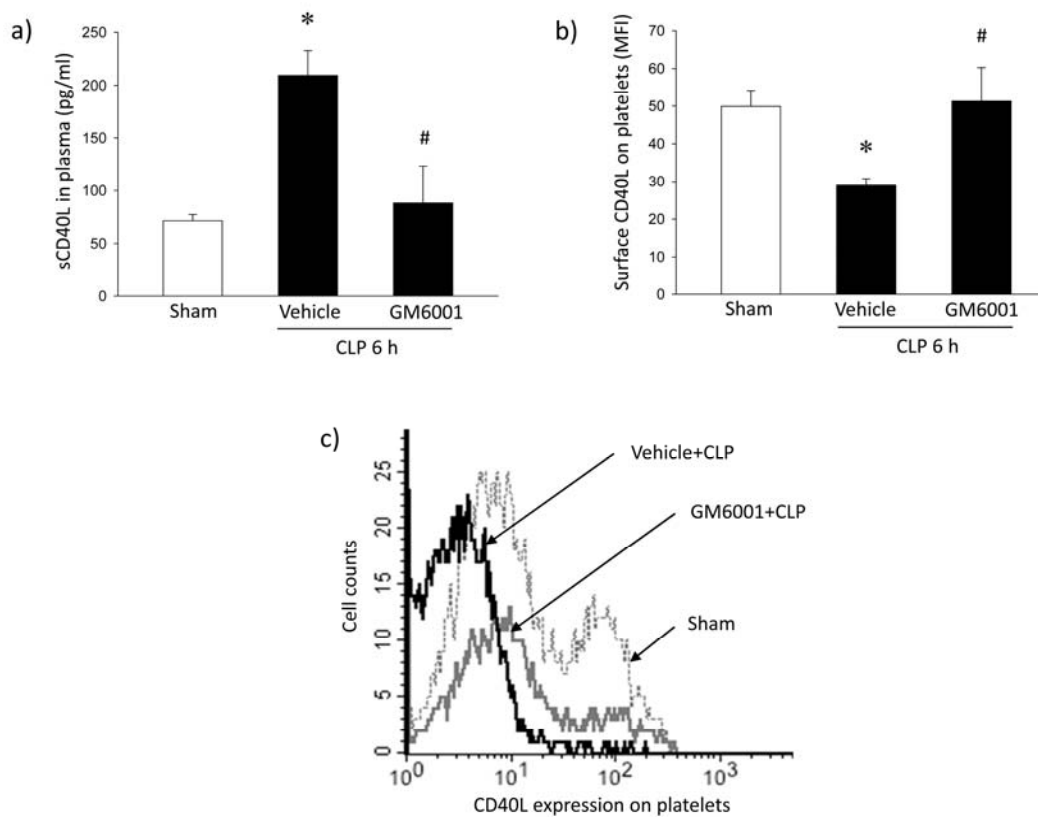 a)
sCD40L in plasma (pg/ml)
250
200
150
100
50
0
*
#
Sham
Vehicle
GM6001
CLP 6 h
b)
Surface CD40L on platelets (MFI)
70
60
50
40
30
20
10
0
*
#
Sham
Vehicle
GM6001
CLP 6 h
c)
Cell counts
25
20
15
10
5
0
Vehicle+CLP
GM6001+CLP
Sham
10⁰
10¹
10²
10³
CD40L expression on platelets